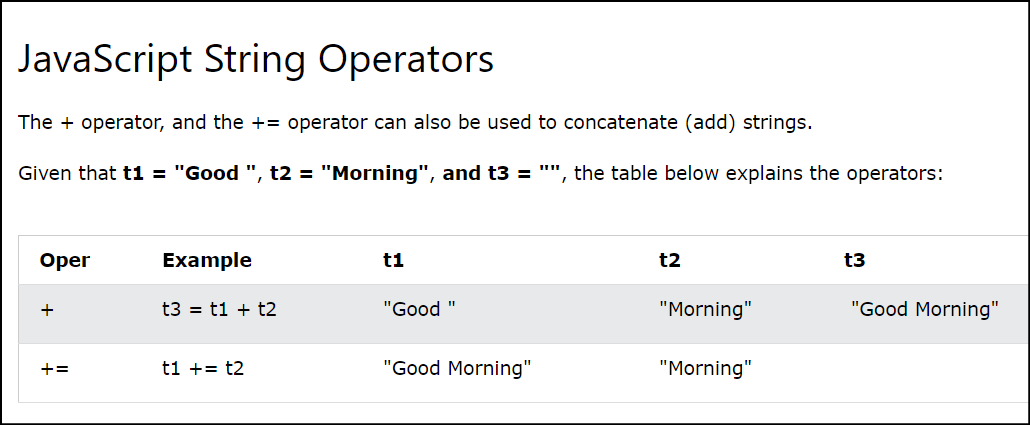 JavaScript String Operators
The + operator, and the += operator can also be used to concatenate (add) strings.
Given that t1 = "Good ", t2 = "Morning", and t3 = "", the table below explains the operators:
Oper Example t1 t2 t3
+ t3 = t1 + t2 "Good " "Morning" "Good Morning"
+= t1 += t2 "Good Morning" "Morning"